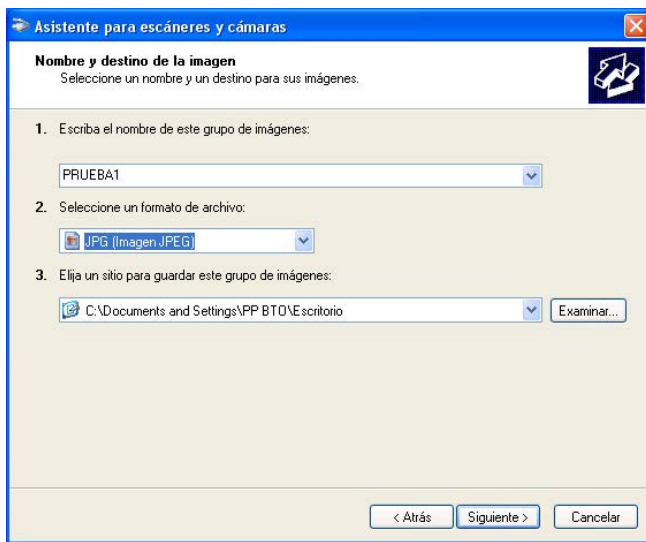 Asistente para escáneres y cámaras
Nombre y destino de la imagen
Seleccione un nombre y un destino para sus imágenes.
1. Escriba el nombre de este grupo de imágenes:
PRUEBA1
2. Seleccione un formato de archivo:
JPG (Imagen JPEG)
3. Elija un sitio para guardar este grupo de imágenes:
C:\Documents and Settings\PP BTO\Escritorio
Examinar...
< Atrás Siguiente > Cancelar